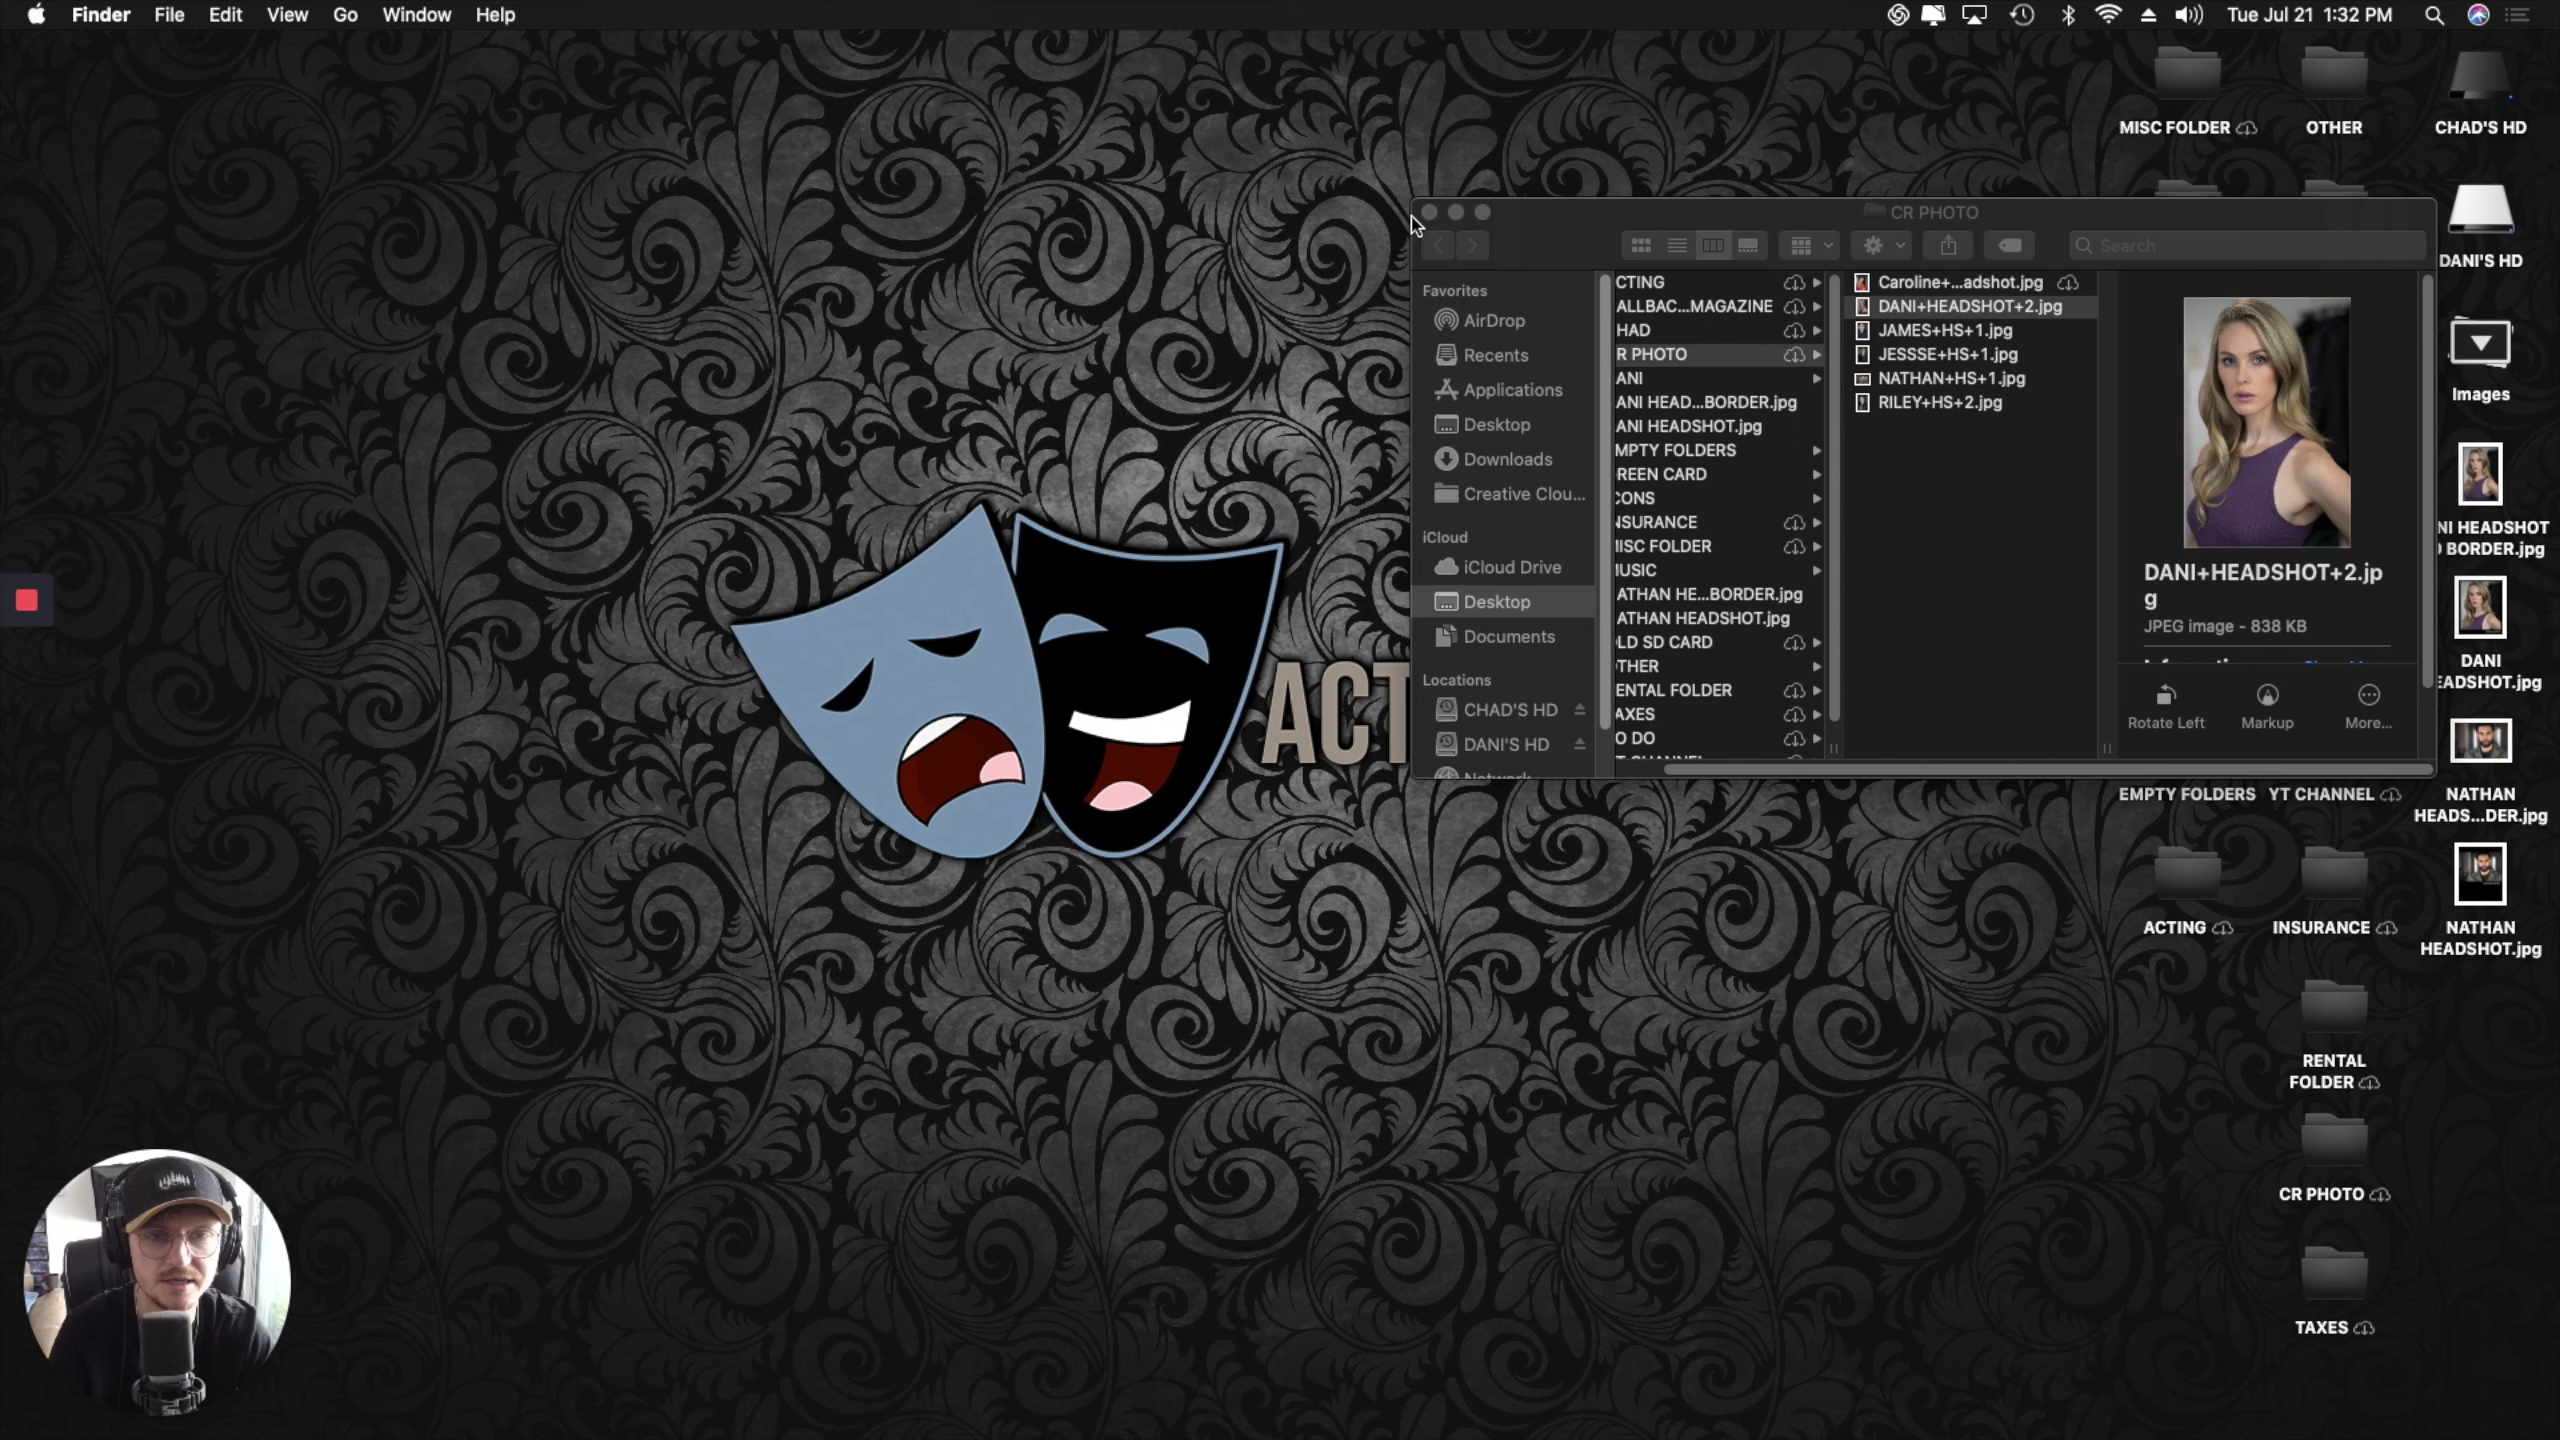 Finder File Edit View Go Window Help
Tue Jul 21 1:32 PM
MISC FOLDER
OTHER
CHAD'S HD
DANI'S HD
Images
NI HEADSHOT
BORDER.jpg
DANI
EADSHOT.jpg
NATHAN
HEADS...DER.jpg
NATHAN
HEADSHOT.jpg
CR PHOTO
Search
Favorites
AirDrop
Recents
Applications
Desktop
Downloads
Creative Clou...
iCloud
iCloud Drive
Desktop
Documents
Locations
CHAD'S HD
DANI'S HD
Network
CTING
ALLBAC...MAGAZINE
HAD
R PHOTO
ANI
ANI HEAD...BORDER.jpg
ANI HEADSHOT.jpg
MPTY FOLDERS
REEN CARD
CONS
NSURANCE
MISC FOLDER
MUSIC
ATHAN HE...BORDER.jpg
ATHAN HEADSHOT.jpg
LD SD CARD
THER
ENTAL FOLDER
AXES
O DO
Caroline+...adshot.jpg
DANI+HEADSHOT+2.jpg
JAMES+HS+1.jpg
JESSSE+HS+1.jpg
NATHAN+HS+1.jpg
RILEY+HS+2.jpg
DANI+HEADSHOT+2.jp
g
JPEG image - 838 KB
Rotate Left
Markup
More...
ACT
EMPTY FOLDERS
YT CHANNEL
ACTING
INSURANCE
RENTAL
FOLDER
CR PHOTO
TAXES